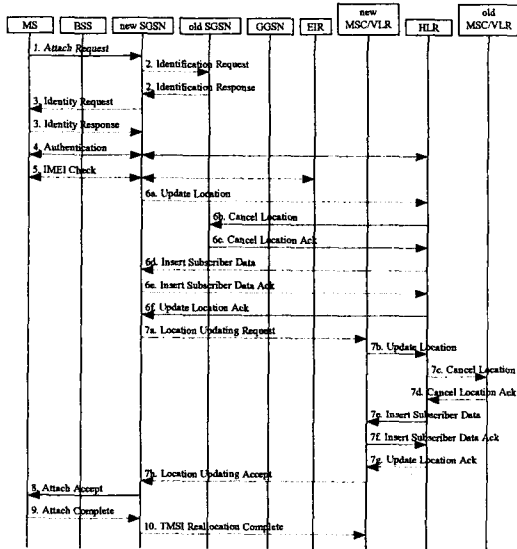 MS BSS new SGSN old SGSN GGSN EIR new MSC/VLR HLR old MSC/VLR
1. Attach Request
2. Identification Request
2. Identification Response
3. Identity Request
3. Identity Response
4. Authentication
5. IMEI Check
6a. Update Location
6b. Cancel Location
6c. Cancel Location Ack
6d. Insert Subscriber Data
6e. Insert Subscriber Data Ack
6f. Update Location Ack
7a. Location Updating Request
7b. Update Location
7c. Cancel Location
7d. Cancel Location Ack
7e. Insert Subscriber Data
7f. Insert Subscriber Data Ack
7g. Update Location Ack
7h. Location Updating Accept
8. Attach Accept
9. Attach Complete
10. TMSI Reallocation Complete